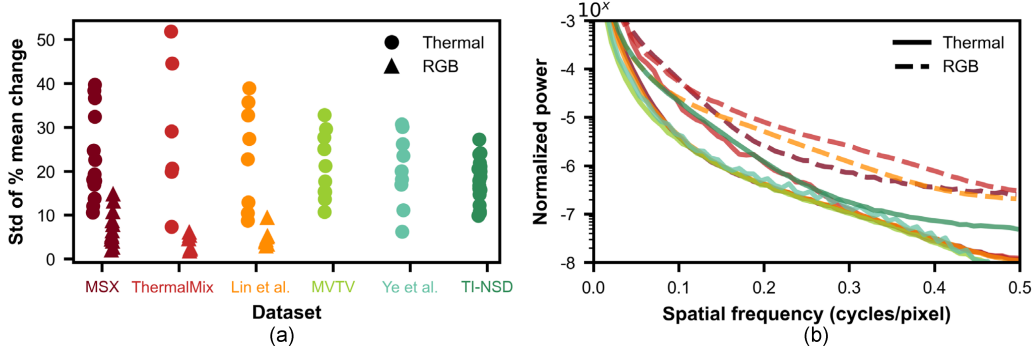 Std of % mean change
50
40
30
20
10
0
Thermal
RGB
MSX ThermalMix Lin et al. MVTV Ye et al. TI-NSD
Dataset
(a)
-3 ×10ˣ
-4
-5
-6
-7
-8
Normalized power
Thermal
RGB
0.0 0.1 0.2 0.3 0.4 0.5
Spatial frequency (cycles/pixel)
(b)